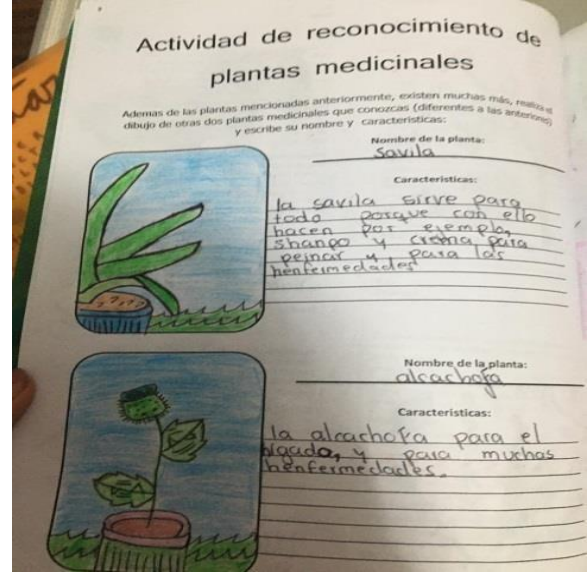 Actividad de reconocimiento de
plantas medicinales
Ademas de las plantas mencionadas anteriormente, existen muchas más, realiza el
dibujo de otras dos plantas medicinales que conozcas (diferentes a las anteriores)
y escribe su nombre y características:
Nombre de la planta:
Savila
Características:
la savila sirve para
todo porque con ello
hacen por ejemplo,
shanpo y crema para
peinar y para las
henfeimedades
Nombre de la planta:
alcachofa
Características:
la alcachofa para el
higado, y para muchas
henfermedades.